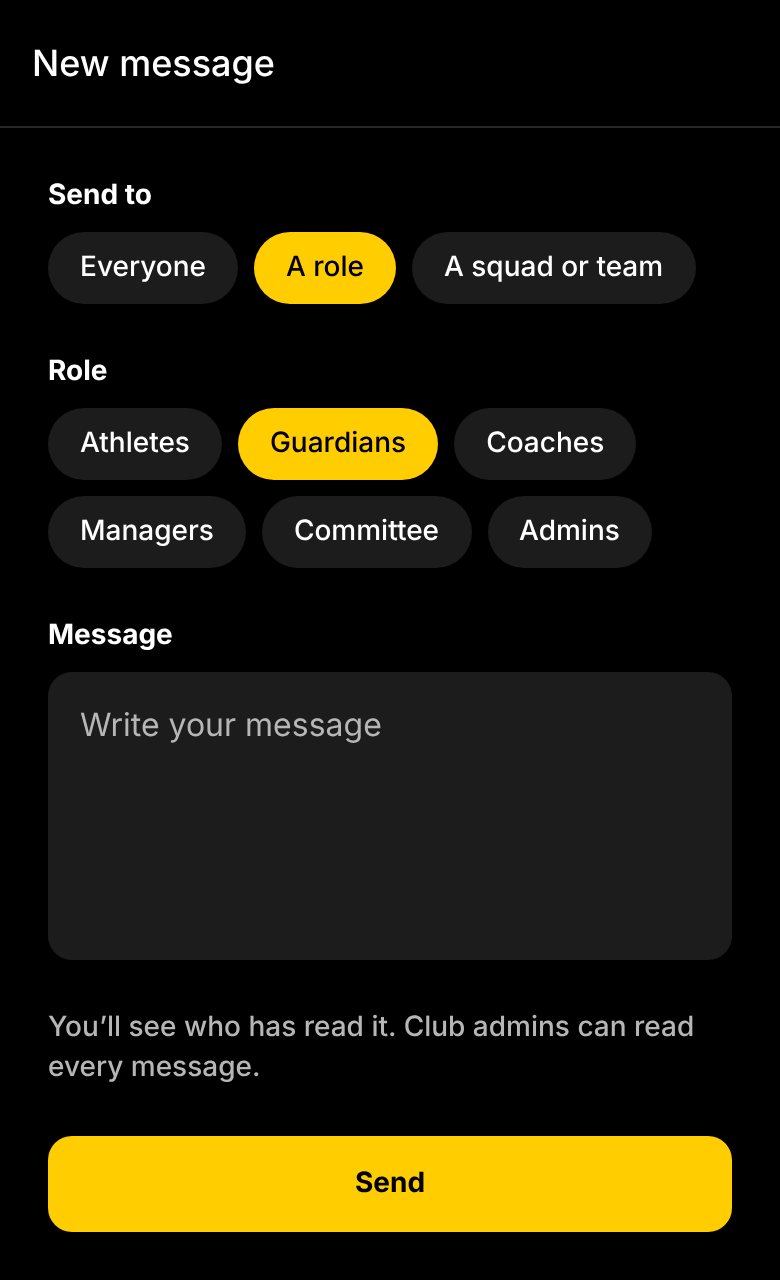 New message
Send to
Everyone A role A squad or team
Role
Athletes Guardians Coaches
Managers Committee Admins
Message
Write your message
You’ll see who has read it. Club admins can read
every message.
Send